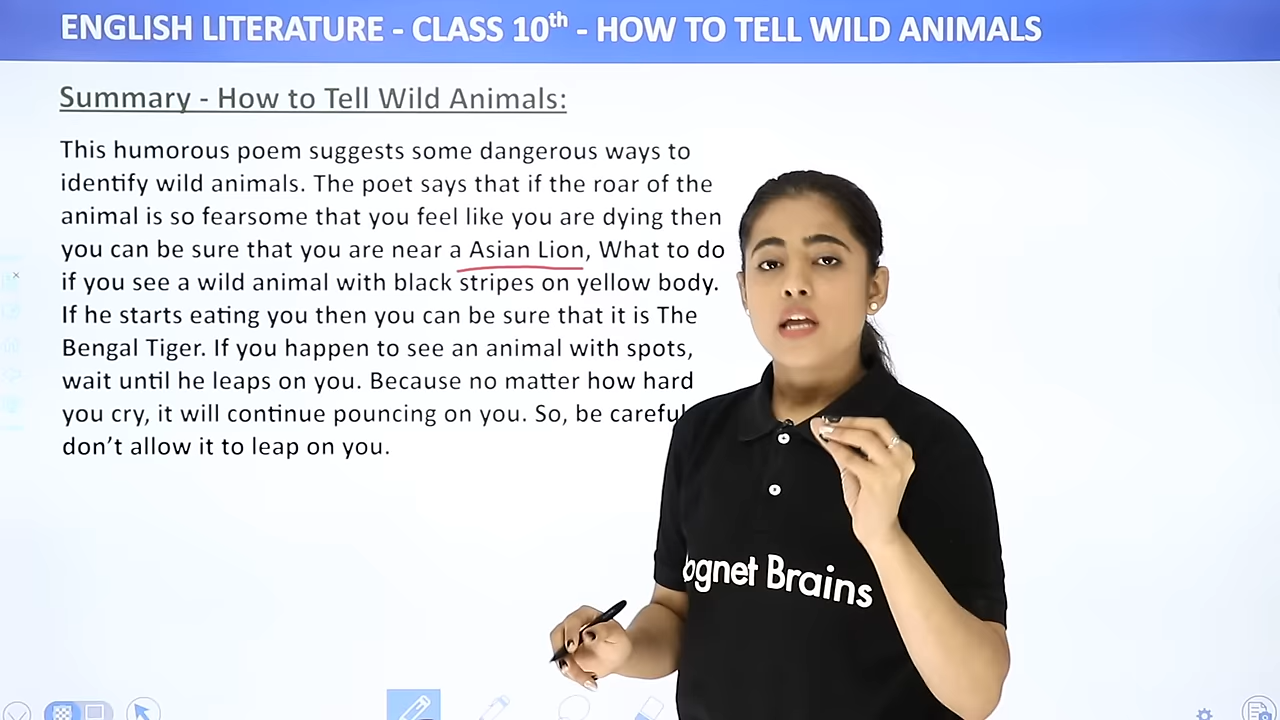 ENGLISH LITERATURE - CLASS 10th - HOW TO TELL WILD ANIMALS
Summary - How to Tell Wild Animals:
This humorous poem suggests some dangerous ways to
identify wild animals. The poet says that if the roar of the
animal is so fearsome that you feel like you are dying then
you can be sure that you are near a Asian Lion, What to do
if you see a wild animal with black stripes on yellow body.
If he starts eating you then you can be sure that it is The
Bengal Tiger. If you happen to see an animal with spots,
wait until he leaps on you. Because no matter how hard
you cry, it will continue pouncing on you. So, be careful
don't allow it to leap on you.
ognet Brains